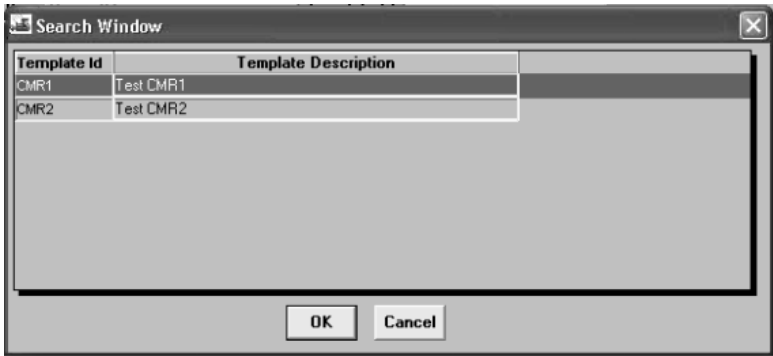 Search Window
Template Id Template Description
CMR1 Test CMR1
CMR2 Test CMR2
OK Cancel